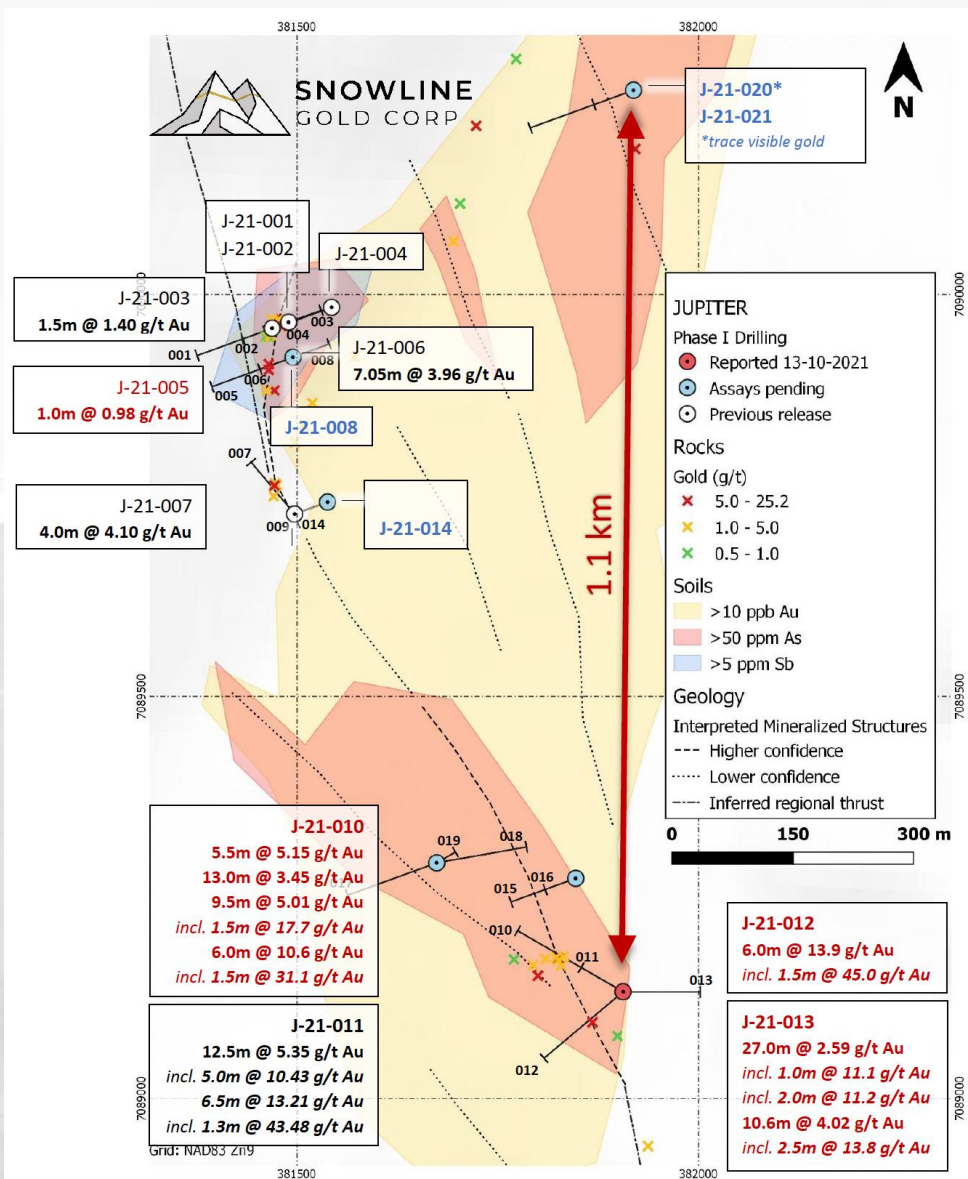 381500
382000
SNOWLINE
GOLD CORP
J-21-020*
J-21-021
*trace visible gold
N
J-21-001
J-21-002
J-21-004
J-21-003
1.5m @ 1.40 g/t Au
003
004
002
001
J-21-006
7.05m @ 3.96 g/t Au
008
006
005
J-21-005
1.0m @ 0.98 g/t Au
J-21-008
007
J-21-007
4.0m @ 4.10 g/t Au
009
014
J-21-014
7090000
1.1 km
JUPITER
Phase I Drilling
Reported 13-10-2021
Assays pending
Previous release
Rocks
Gold (g/t)
5.0 - 25.2
1.0 - 5.0
0.5 - 1.0
Soils
>10 ppb Au
>50 ppm As
>5 ppm Sb
Geology
Interpreted Mineralized Structures
Higher confidence
Lower confidence
Inferred regional thrust
0 150 300 m
7089500
7089500
J-21-010
5.5m @ 5.15 g/t Au
13.0m @ 3.45 g/t Au
9.5m @ 5.01 g/t Au
incl. 1.5m @ 17.7 g/t Au
6.0m @ 10.6 g/t Au
incl. 1.5m @ 31.1 g/t Au
019
018
017
015
016
010
011
013
012
J-21-011
12.5m @ 5.35 g/t Au
incl. 5.0m @ 10.43 g/t Au
6.5m @ 13.21 g/t Au
incl. 1.3m @ 43.48 g/t Au
J-21-012
6.0m @ 13.9 g/t Au
incl. 1.5m @ 45.0 g/t Au
J-21-013
27.0m @ 2.59 g/t Au
incl. 1.0m @ 11.1 g/t Au
incl. 2.0m @ 11.2 g/t Au
10.6m @ 4.02 g/t Au
incl. 2.5m @ 13.8 g/t Au
7089000
7089000
Grid: NAD83 Zn9
381500
382000